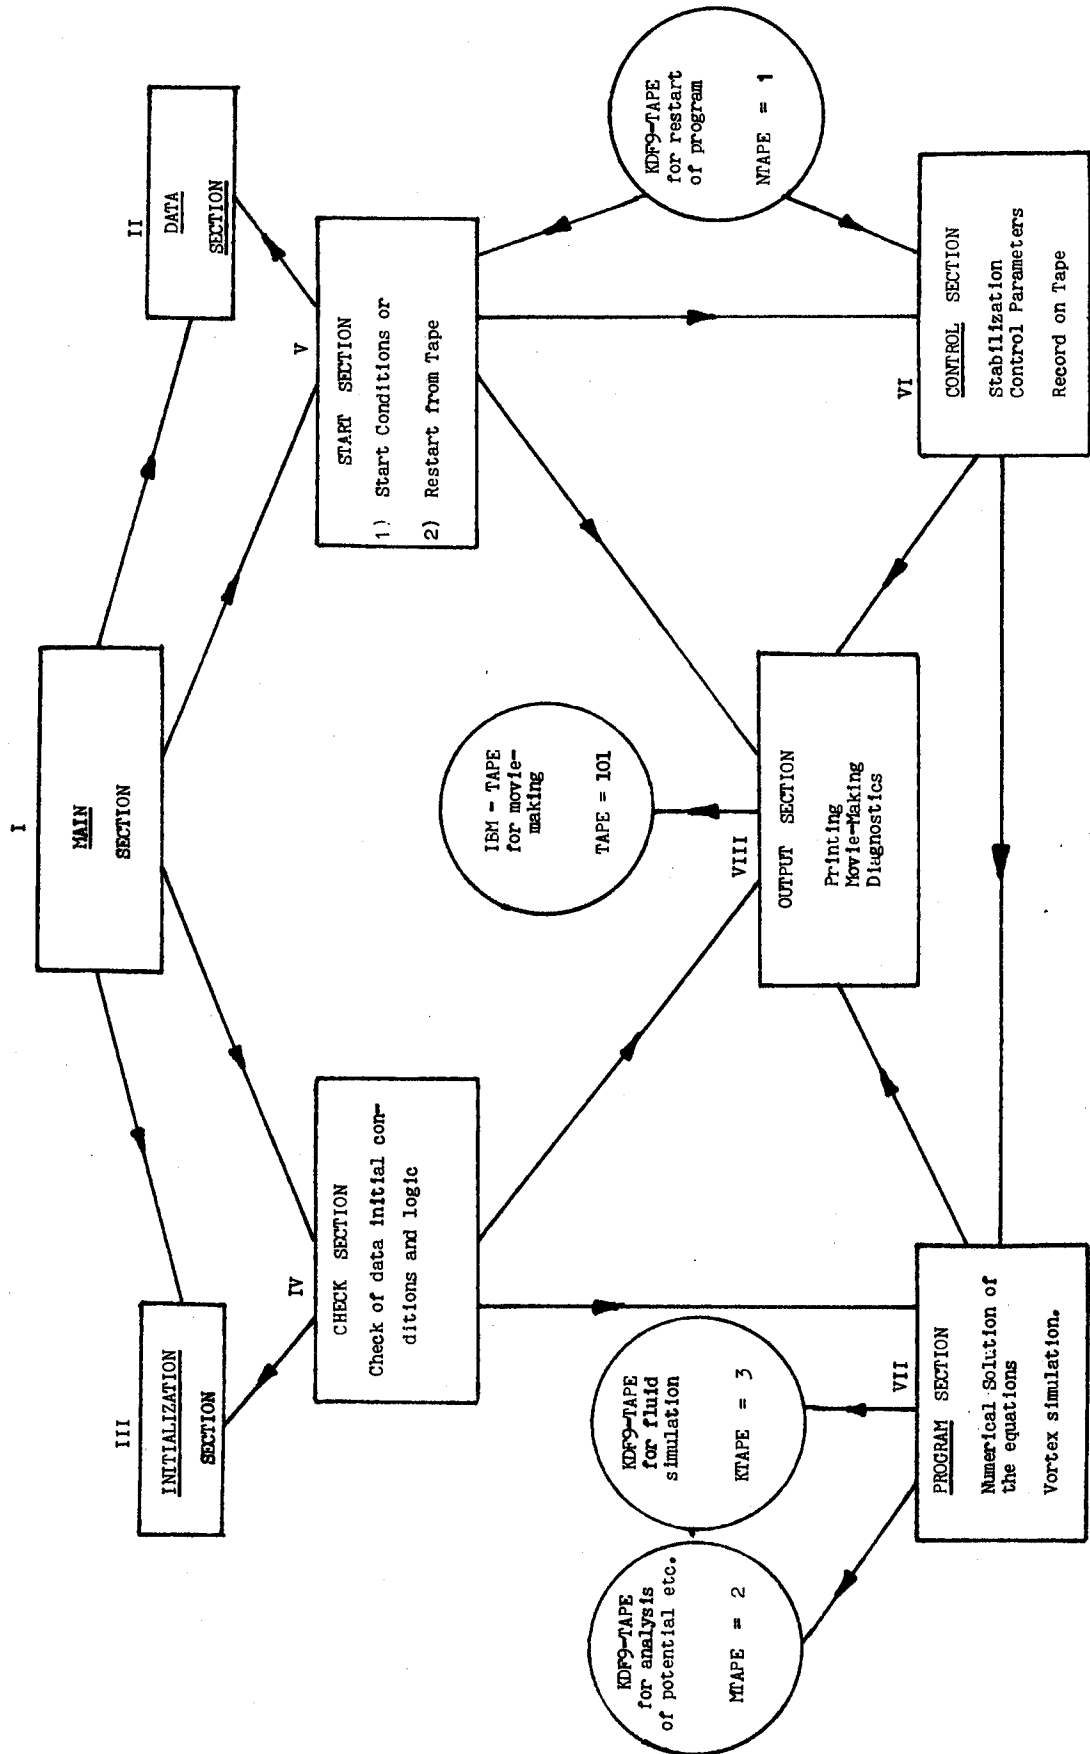 I
MAIN
SECTION
II
DATA
SECTION
III
INITIALIZATION
SECTION
IV
CHECK SECTION
Check of data initial con-
ditions and logic
V
START SECTION
1) Start Conditions or
2) Restart from Tape
KDF9-TAPE
for analysis
of potential etc.
MTAPE = 2
KDF9-TAPE
for fluid
simulation
KTAPE = 3
IBM - TAPE
for movie-
making
TAPE = 101
KDF9-TAPE
for restart
of program
NTAPE = 1
VII
PROGRAM SECTION
Numerical Solution of
the equations
Vortex simulation.
VIII
OUTPUT SECTION
Printing
Movie-Making
Diagnostics
VI
CONTROL SECTION
Stabilization
Control Parameters
Record on Tape